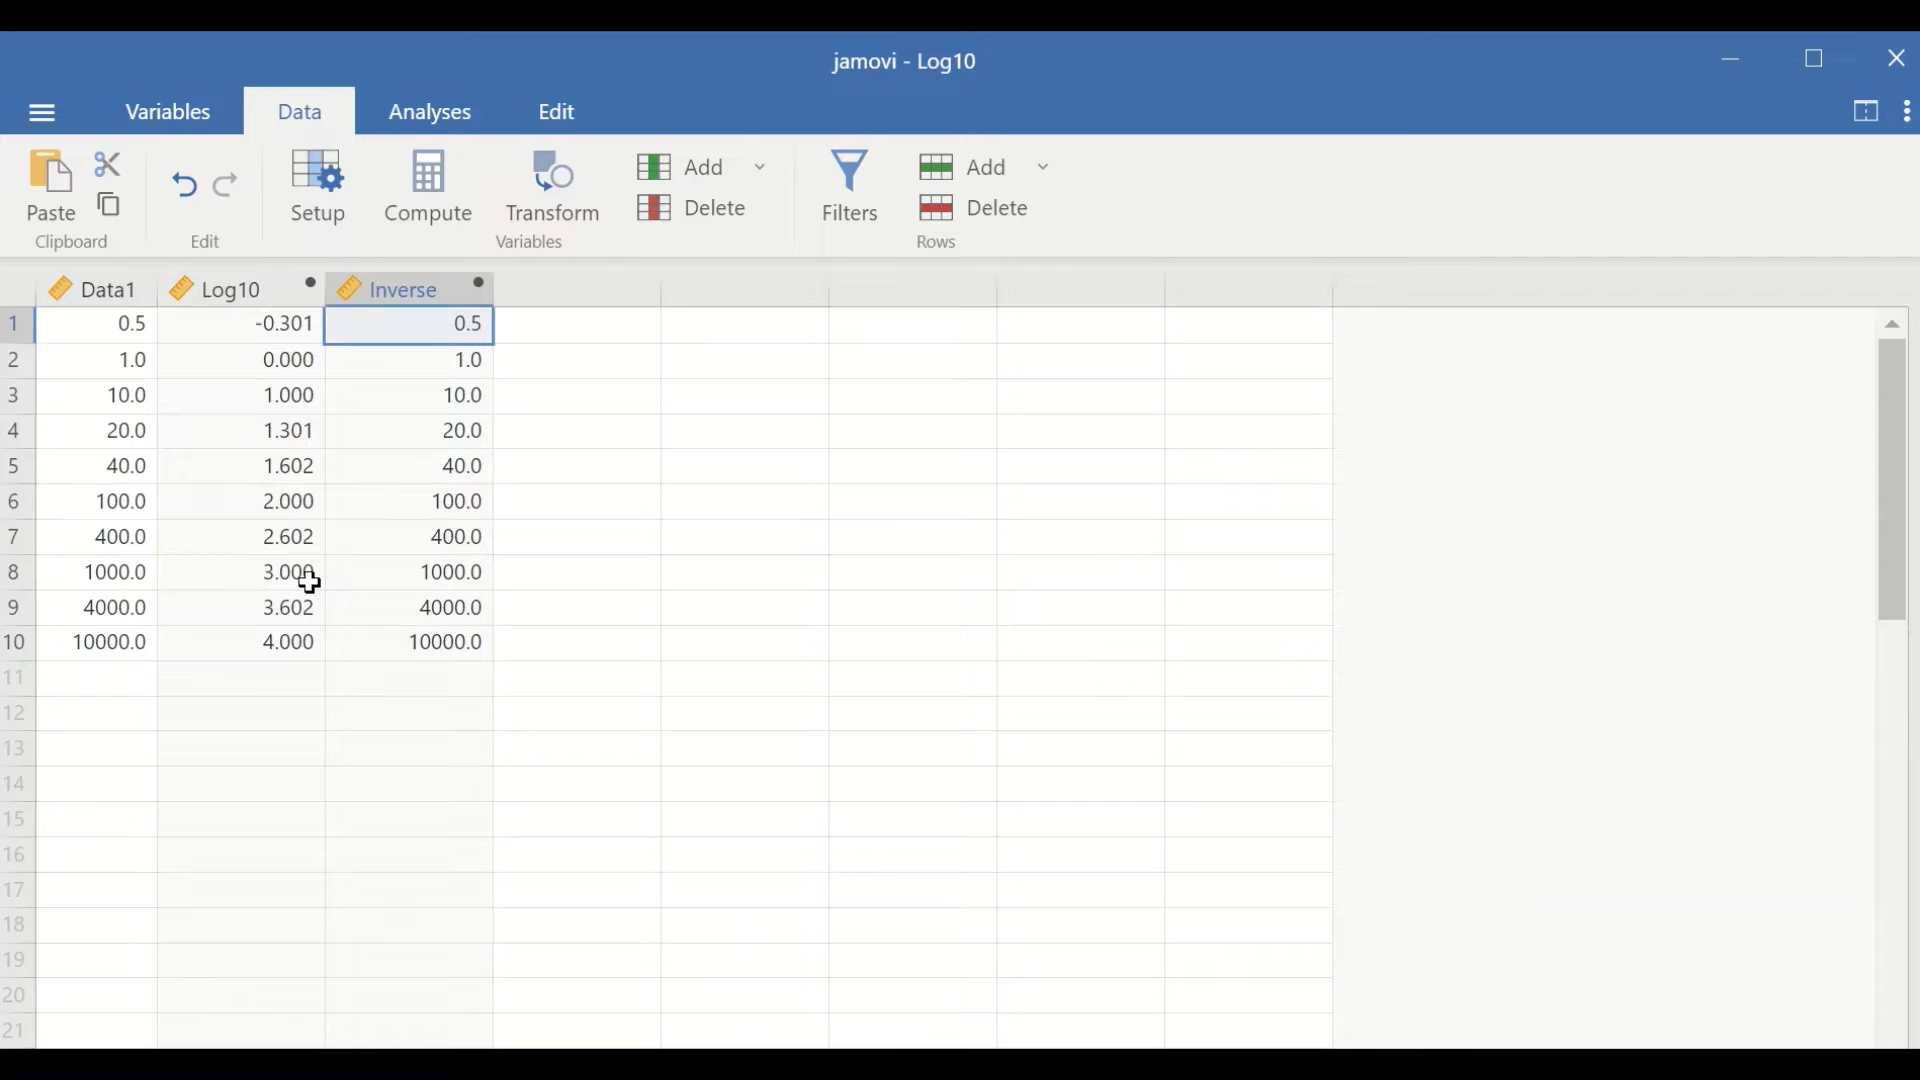 jamovi - Log10
Variables Data Analyses Edit
Paste Setup Compute Transform Add Delete Filters Add Delete
Clipboard Edit Variables Rows
Data1 Log10 Inverse
1 0.5 -0.301 0.5
2 1.0 0.000 1.0
3 10.0 1.000 10.0
4 20.0 1.301 20.0
5 40.0 1.602 40.0
6 100.0 2.000 100.0
7 400.0 2.602 400.0
8 1000.0 3.000 1000.0
9 4000.0 3.602 4000.0
10 10000.0 4.000 10000.0
11
12
13
14
15
16
17
18
19
20
21